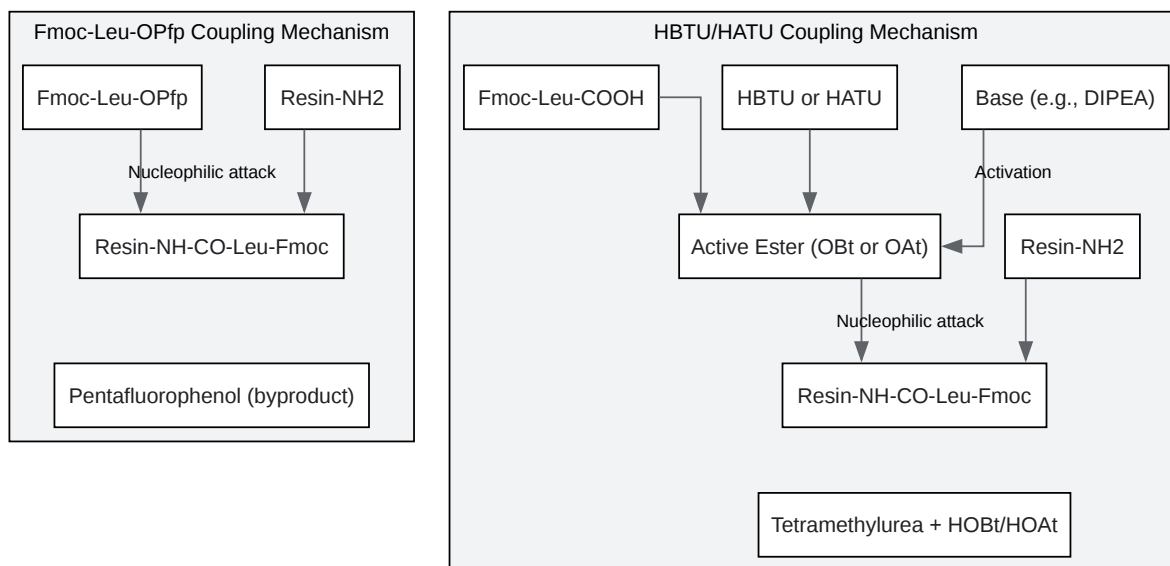 Fmoc-Leu-OPfp Coupling Mechanism
Fmoc-Leu-OPfp
Resin-NH2
Nucleophilic attack
Resin-NH-CO-Leu-Fmoc
Pentafluorophenol (byproduct)
HBTU/HATU Coupling Mechanism
Fmoc-Leu-COOH
HBTU or HATU
Base (e.g., DIPEA)
Activation
Active Ester (OBt or OAt)
Resin-NH2
Nucleophilic attack
Resin-NH-CO-Leu-Fmoc
Tetramethylurea + HOBt/HOAt